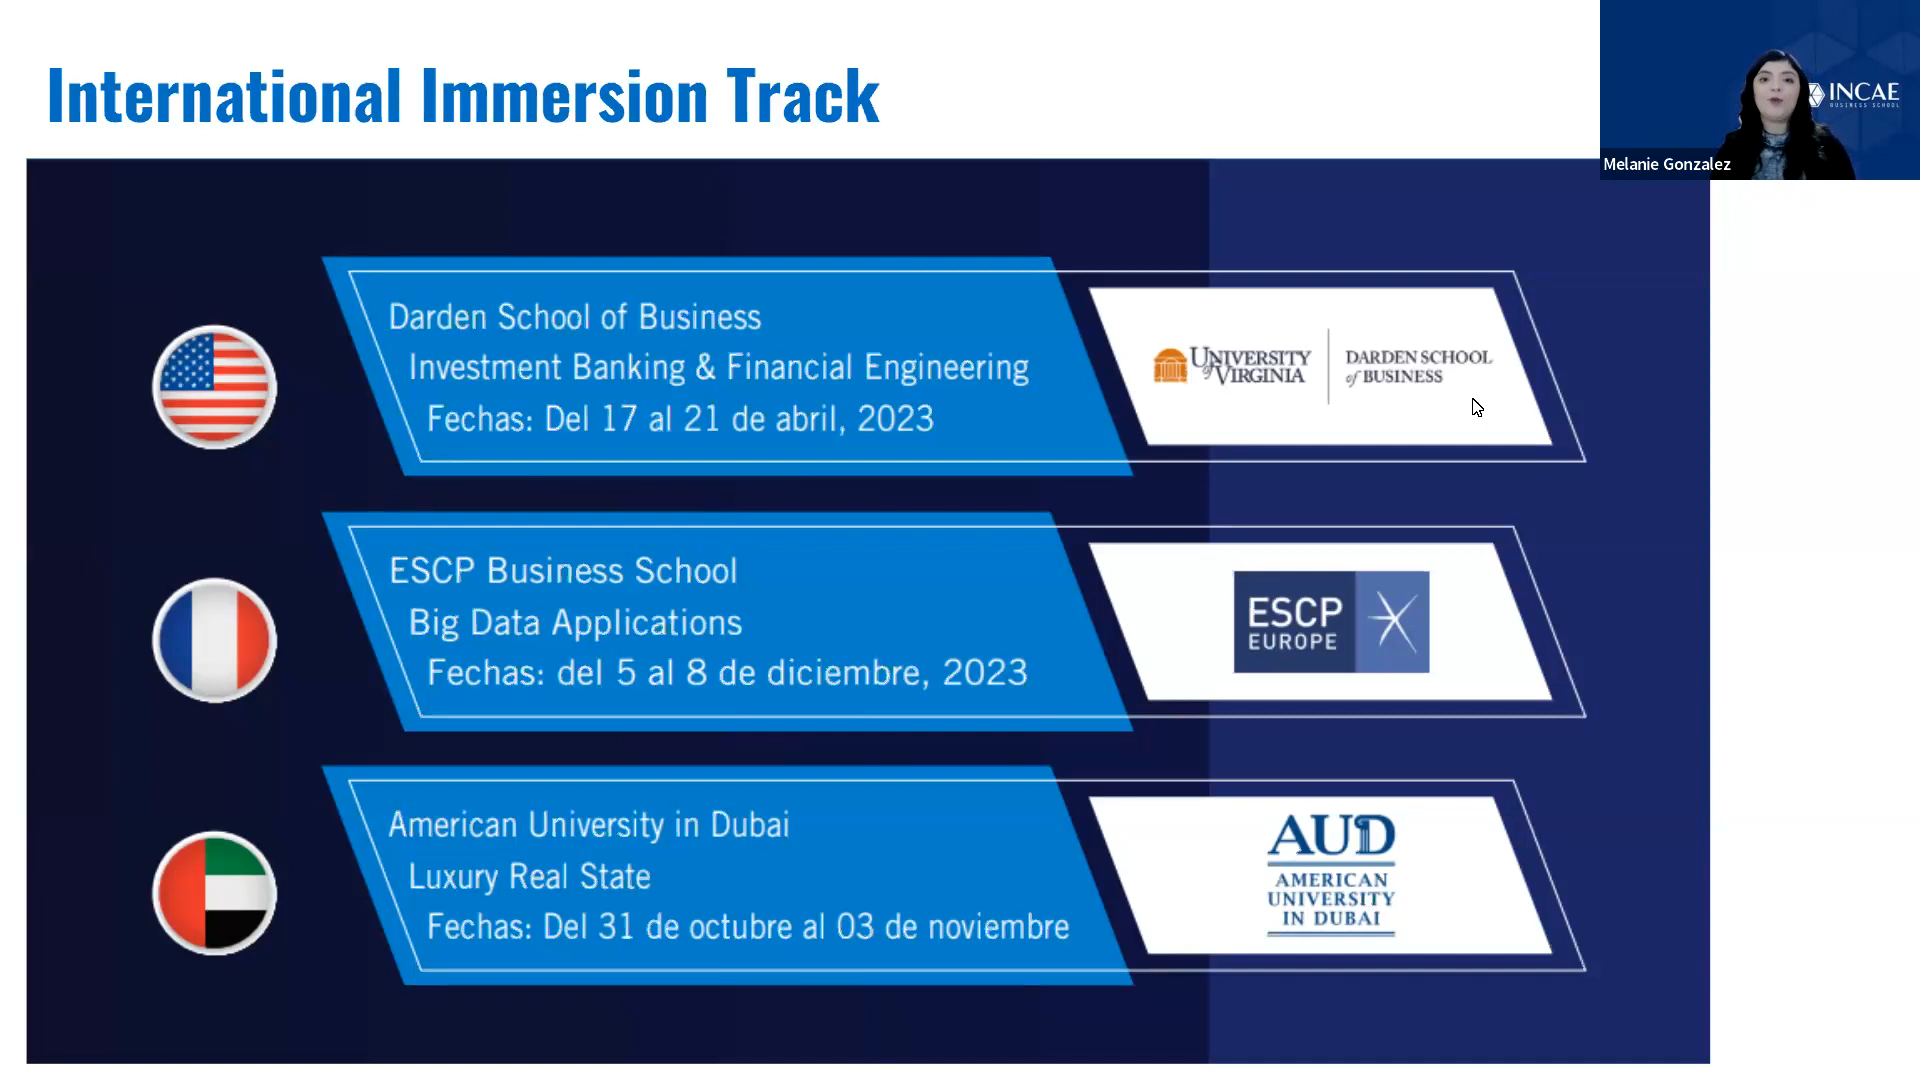 International Immersion Track
INCAE
BUSINESS SCHOOL
Melanie Gonzalez
Darden School of Business
Investment Banking & Financial Engineering
Fechas: Del 17 al 21 de abril, 2023
UNIVERSITY
of VIRGINIA
DARDEN SCHOOL
of BUSINESS
ESCP Business School
Big Data Applications
Fechas: del 5 al 8 de diciembre, 2023
ESCP
EUROPE
American University in Dubai
Luxury Real State
Fechas: Del 31 de octubre al 03 de noviembre
AUD
AMERICAN
UNIVERSITY
IN DUBAI